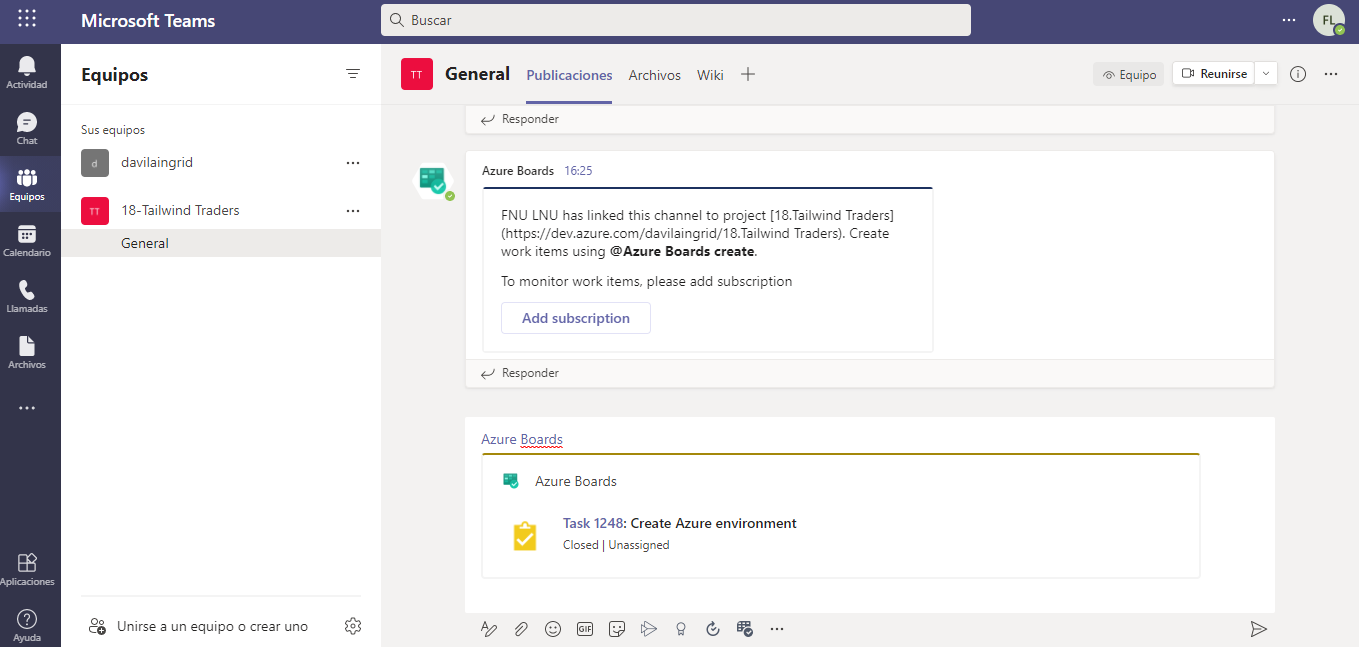 Microsoft Teams
Buscar
FL
Actividad
Chat
Equipos
Calendario
Llamadas
Archivos
Aplicaciones
Ayuda
Equipos
Sus equipos
d
davilaingrid
TT
18-Tailwind Traders
General
Unirse a un equipo o crear uno
TT
General
Publicaciones
Archivos
Wiki
Equipo
Reunirse
Responder
Azure Boards 16:25
FNU LNU has linked this channel to project [18.Tailwind Traders]
(https://dev.azure.com/davilaingrid/18.Tailwind Traders). Create
work items using @Azure Boards create.
To monitor work items, please add subscription
Add subscription
Responder
Azure Boards
Azure Boards
Task 1248: Create Azure environment
Closed | Unassigned
GIF